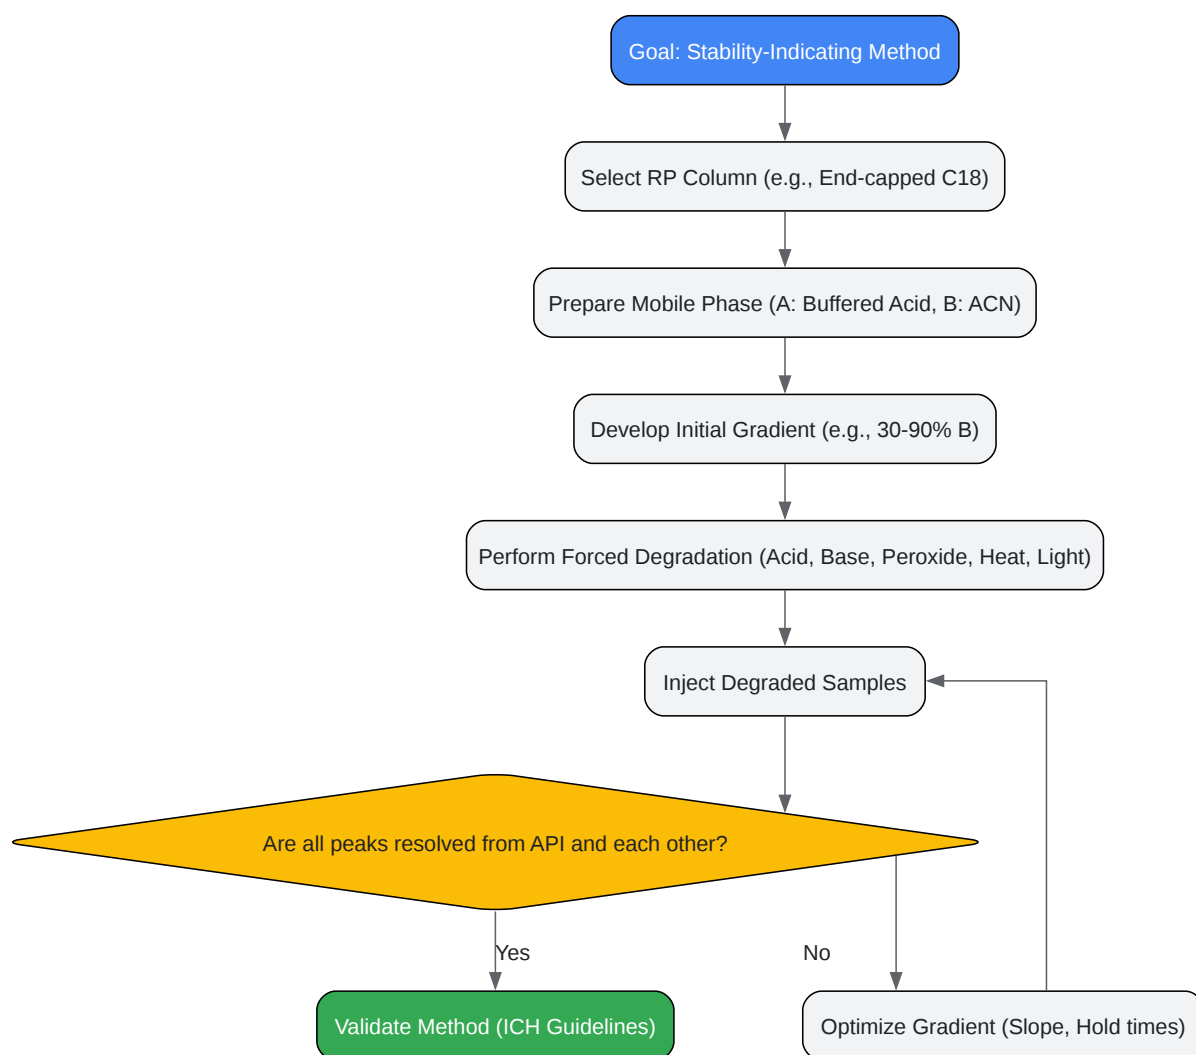 Goal: Stability-Indicating Method
Select RP Column (e.g., End-capped C18)
Prepare Mobile Phase (A: Buffered Acid, B: ACN)
Develop Initial Gradient (e.g., 30-90% B)
Perform Forced Degradation (Acid, Base, Peroxide, Heat, Light)
Inject Degraded Samples
Are all peaks resolved from API and each other?
Yes
No
Validate Method (ICH Guidelines)
Optimize Gradient (Slope, Hold times)